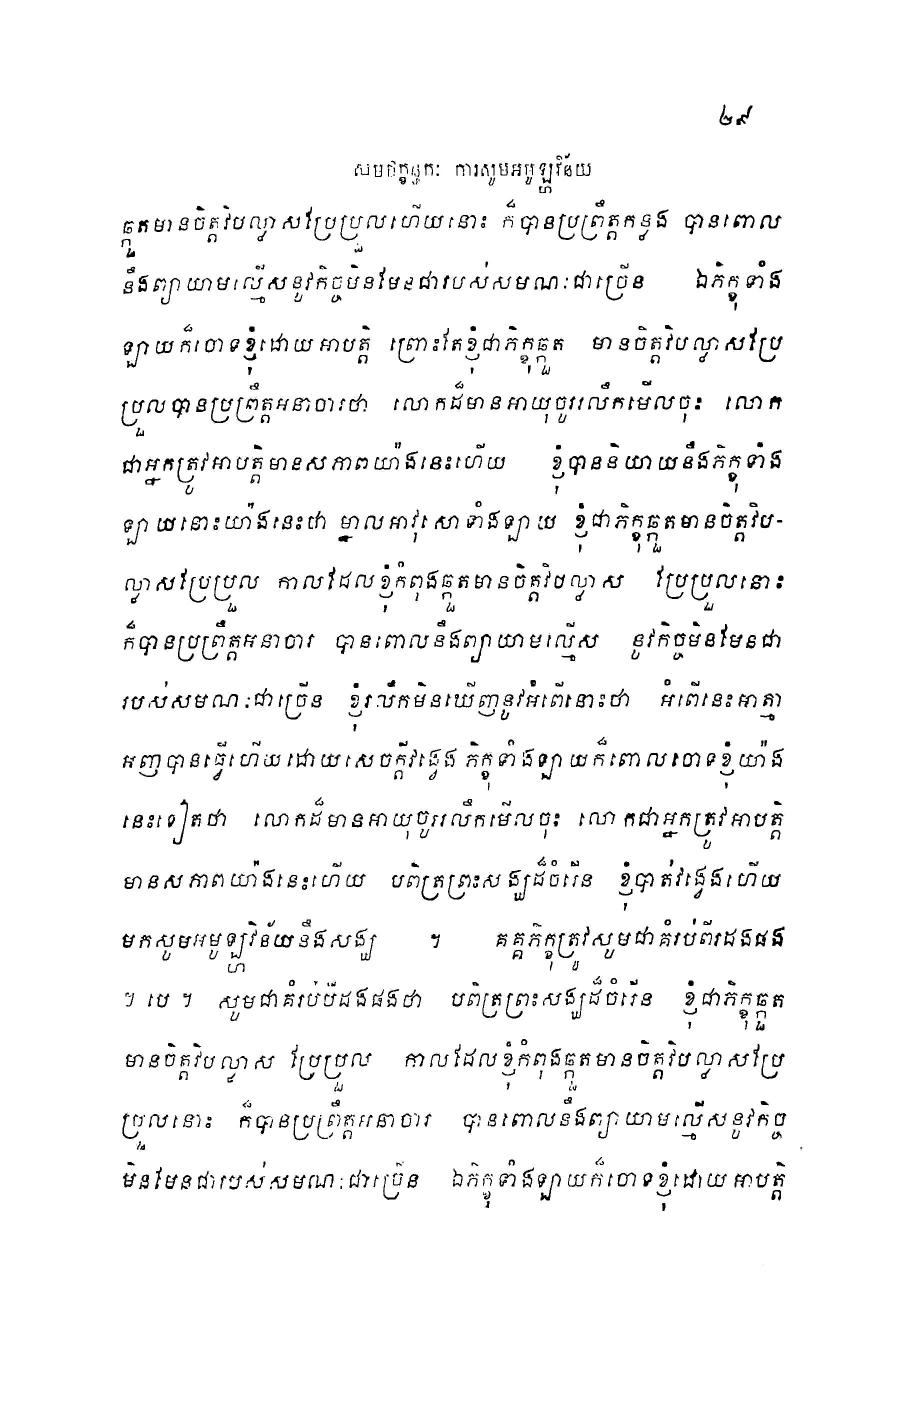 ២៩
សមថក្ខន្ធកៈ ការសូមអមូឡ្ហវិន័យ
ឆ្កួតមានចិត្តវិបល្លាសប្រែប្រួលហើយនោះ ក៏បានប្រព្រឹត្តកន្លង បានពោល
នឹងព្យាយាមល្មើសនូវកិច្ចមិនមែនជារបស់សមណៈជាច្រើន ឯភិក្ខុទាំង
ឡាយក៏ចោទខ្ញុំដោយអាបត្តិ ព្រោះតែខ្ញុំជាភិក្ខុឆ្កួត មានចិត្តវិបល្លាសប្រែ
ប្រួលបានប្រព្រឹត្តអនាចារថា លោកដ៏មានអាយុចូររលឹកមើលចុះ លោក
ជាអ្នកត្រូវអាបត្តិមានសភាពយ៉ាងនេះហើយ ខ្ញុំបាននិយាយនឹងភិក្ខុទាំង
ឡាយនោះយ៉ាងនេះថា ម្នាលអាវុសោទាំងឡាយ ខ្ញុំជាភិក្ខុឆ្កួតមានចិត្តវិប-
ល្លាសប្រែប្រួល កាលដែលខ្ញុំកំពុងឆ្កួតមានចិត្តវិបល្លាស ប្រែប្រួលនោះ
ក៏បានប្រព្រឹត្តអនាចារ បានពោលនឹងព្យាយាមល្មើស នូវកិច្ចមិនមែនជា
របស់សមណៈជាច្រើន ខ្ញុំរលឹកមិនឃើញនូវអំពើនោះថា អំពើនេះអាត្មា
អញបានធ្វើហើយដោយសេចក្តីវង្វេង ភិក្ខុទាំងឡាយក៏ពោលចោទខ្ញុំយ៉ាង
នេះទៀតថា លោកដ៏មានអាយុចូររលឹកមើលចុះ លោកជាអ្នកត្រូវអាបត្តិ
មានសភាពយ៉ាងនេះហើយ បពិត្រព្រះសង្ឃដ៏ចំរើន ខ្ញុំបាត់វង្វេងហើយ
មកសូមអមូឡ្ហវិន័យនឹងសង្ឃ ។ គគ្គភិក្ខុត្រូវសូមជាគំរប់ពីរដងផង
។ បេ ។ សូមជាគំរប់បីដងផងថា បពិត្រព្រះសង្ឃដ៏ចំរើន ខ្ញុំជាភិក្ខុឆ្កួត
មានចិត្តវិបល្លាស ប្រែប្រួល កាលដែលខ្ញុំកំពុងឆ្កួតមានចិត្តវិបល្លាសប្រែ
ប្រួលនោះ ក៏បានប្រព្រឹត្តអនាចារ បានពោលនឹងព្យាយាមល្មើសនូវកិច្ច
មិនមែនជារបស់សមណៈជាច្រើន ឯភិក្ខុទាំងឡាយក៏ចោទខ្ញុំដោយអាបត្តិ